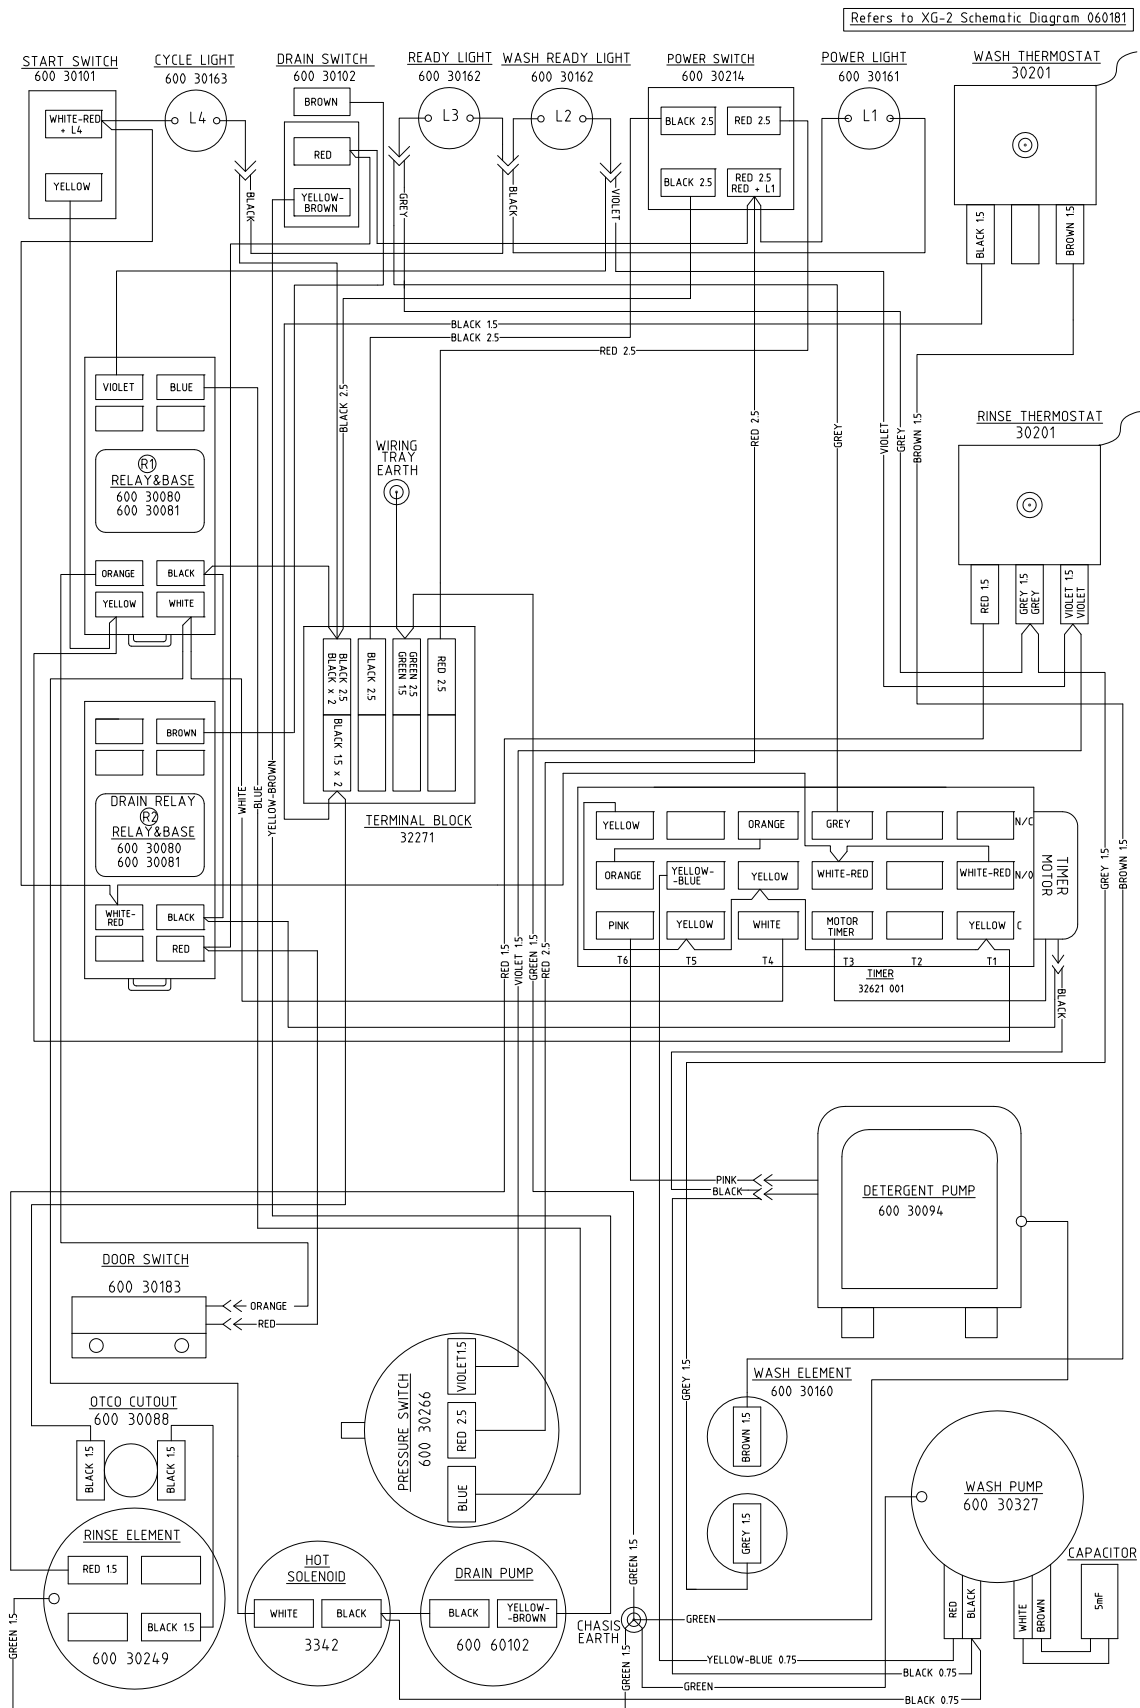 Refers to XG-2 Schematic Diagram 060181
START SWITCH
600 30101
CYCLE LIGHT
600 30163
DRAIN SWITCH
600 30102
READY LIGHT
600 30162
WASH READY LIGHT
600 30162
POWER SWITCH
600 30214
POWER LIGHT
600 30161
WASH THERMOSTAT
30201
WHITE-RED
+ L4
YELLOW
L4
BROWN
RED
YELLOW-
BROWN
L3
L2
BLACK 2.5
RED 2.5
BLACK 2.5
RED 2.5
RED + L1
L1
BLACK
GREY
BLACK
VIOLET
BLACK 1.5
BROWN 1.5
BLACK 1.5
BLACK 2.5
RED 2.5
VIOLET
BLUE
BLACK 2.5
RED 2.5
GREY
VIOLET
GREY
BROWN 1.5
RINSE THERMOSTAT
30201
R1
RELAY&BASE
600 30080
600 30081
WIRING
TRAY
EARTH
ORANGE
BLACK
YELLOW
WHITE
RED 1.5
GREY 1.5
GREY
VIOLET 1.5
VIOLET
BLACK 2.5
BLACK x 2
BLACK 2.5
GREEN 2.5
GREEN 1.5
RED 2.5
BLACK 1.5 x 2
BROWN
DRAIN RELAY
R2
RELAY&BASE
600 30080
600 30081
WHITE
BLUE
YELLOW-BROWN
TERMINAL BLOCK
32271
YELLOW
ORANGE
GREY
N/C
ORANGE
YELLOW-
-BLUE
YELLOW
WHITE-RED
WHITE-RED
N/O
TIMER
MOTOR
GREY 1.5
BROWN 1.5
PINK
YELLOW
WHITE
MOTOR
TIMER
YELLOW
C
T6
T5
T4
T3
T2
T1
TIMER
32621 001
WHITE-
RED
BLACK
RED
RED 1.5
VIOLET 1.5
GREEN 1.5
RED 2.5
BLACK
PINK
BLACK
DETERGENT PUMP
600 30094
DOOR SWITCH
600 30183
ORANGE
RED
PRESSURE SWITCH
600 30266
VIOLET1.5
RED 2.5
BLUE
GREY 1.5
WASH ELEMENT
600 30160
BROWN 1.5
GREY 1.5
OTCO CUTOUT
600 30088
BLACK 1.5
BLACK 1.5
WASH PUMP
600 30327
CAPACITOR
5mF
RED
BLACK
WHITE
BROWN
RINSE ELEMENT
RED 1.5
BLACK 1.5
600 30249
GREEN 1.5
HOT
SOLENOID
WHITE
BLACK
3342
DRAIN PUMP
BLACK
YELLOW-
-BROWN
600 60102
GREEN 1.5
CHASIS
EARTH
GREEN 1.5
GREEN
YELLOW-BLUE 0.75
BLACK 0.75
GREEN
BLACK 0.75